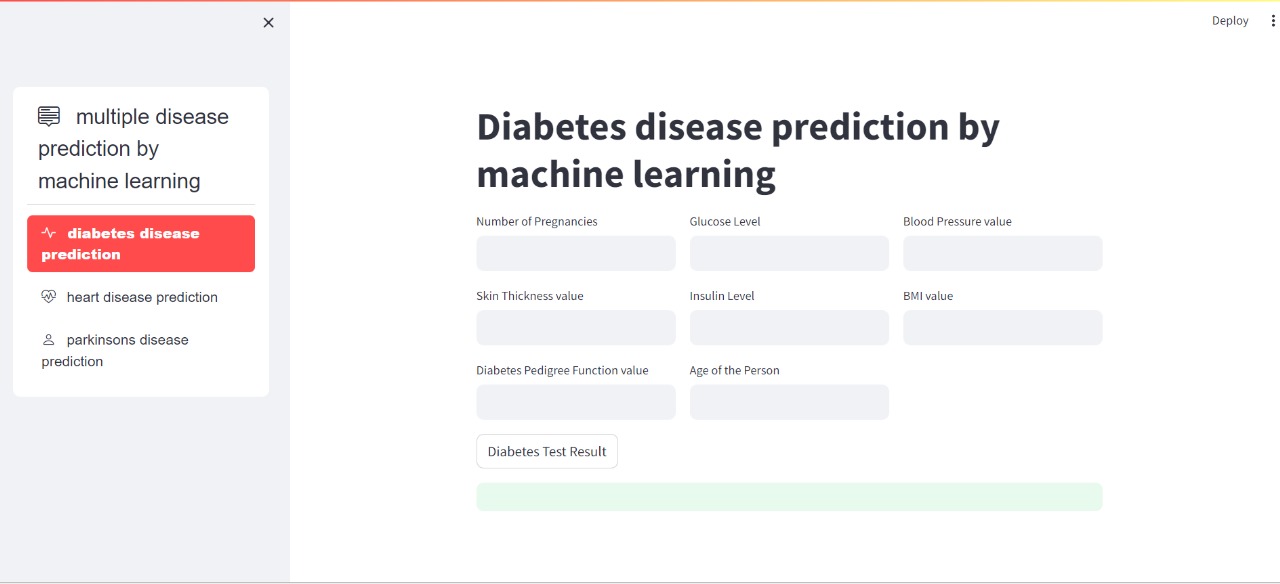 Deploy
multiple disease
prediction by
machine learning
diabetes disease
prediction
heart disease prediction
parkinsons disease
prediction
Diabetes disease prediction by
machine learning
Number of Pregnancies
Glucose Level
Blood Pressure value
Skin Thickness value
Insulin Level
BMI value
Diabetes Pedigree Function value
Age of the Person
Diabetes Test Result